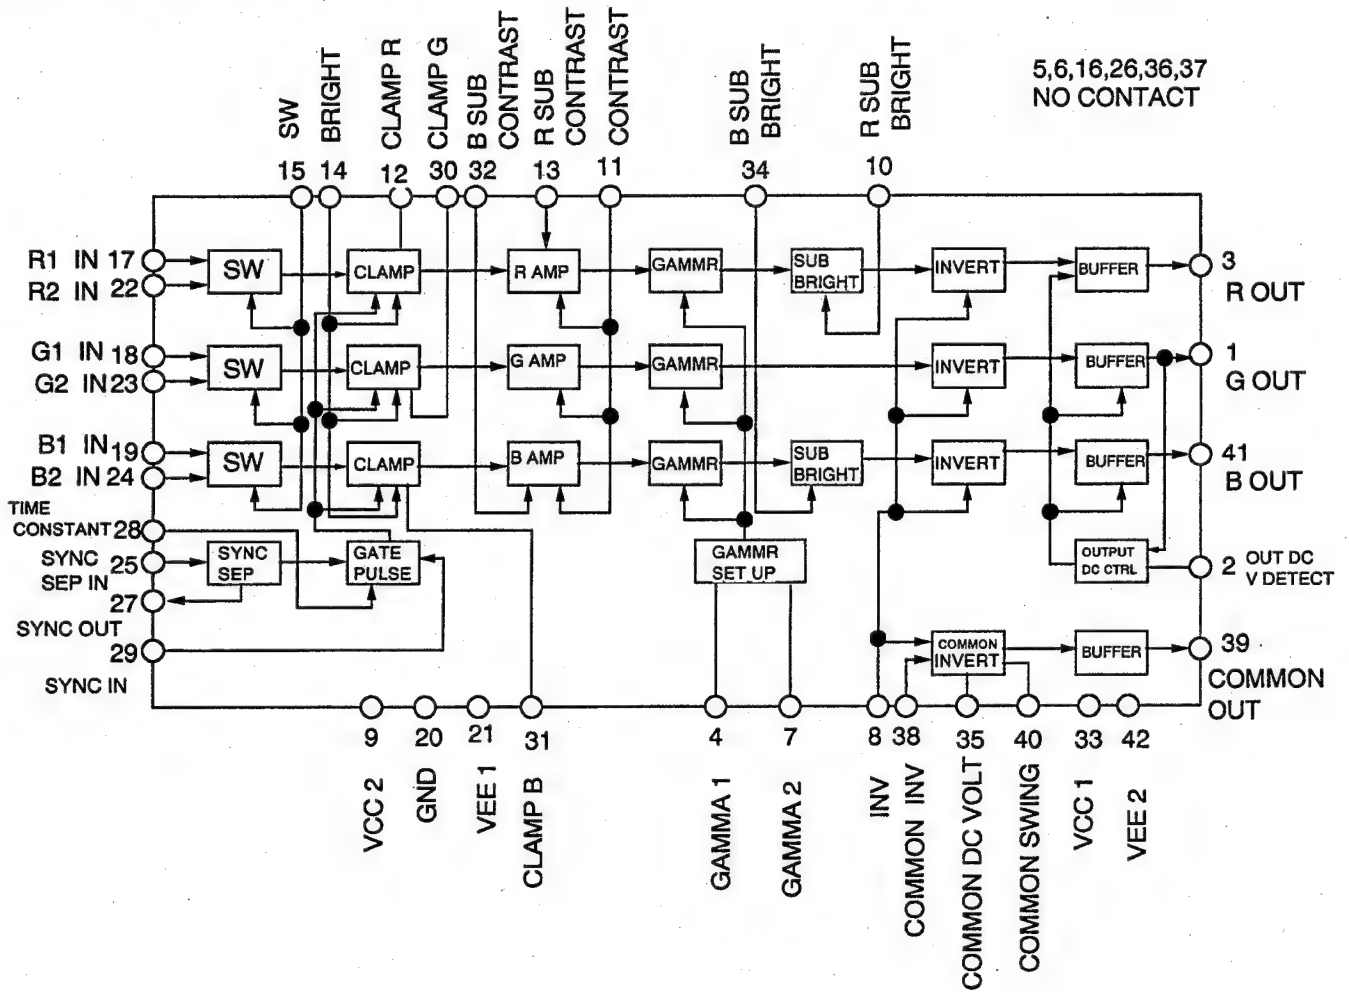 SW
BRIGHT
CLAMP R
CLAMP G
B SUB
CONTRAST
R SUB
CONTRAST
CONTRAST
B SUB
BRIGHT
R SUB
BRIGHT
5,6,16,26,36,37
NO CONTACT
15
14
12
30
32
13
11
34
10
R1 IN 17
R2 IN 22
SW
CLAMP
R AMP
GAMMR
SUB
BRIGHT
INVERT
BUFFER
3
R OUT
G1 IN 18
G2 IN 23
SW
CLAMP
G AMP
GAMMR
INVERT
BUFFER
1
G OUT
B1 IN 19
B2 IN 24
SW
CLAMP
B AMP
GAMMR
SUB
BRIGHT
INVERT
BUFFER
41
B OUT
TIME
CONSTANT 28
SYNC
SEP IN
25
27
SYNC OUT
29
SYNC IN
SYNC
SEP
GATE
PULSE
GAMMR
SET UP
OUTPUT
DC CTRL
2
OUT DC
V DETECT
COMMON
INVERT
BUFFER
39
COMMON
OUT
9
20
21
31
4
7
8
38
35
40
33
42
VCC 2
GND
VEE 1
CLAMP B
GAMMA 1
GAMMA 2
INV
COMMON INV
COMMON DC VOLT
COMMON SWING
VCC 1
VEE 2